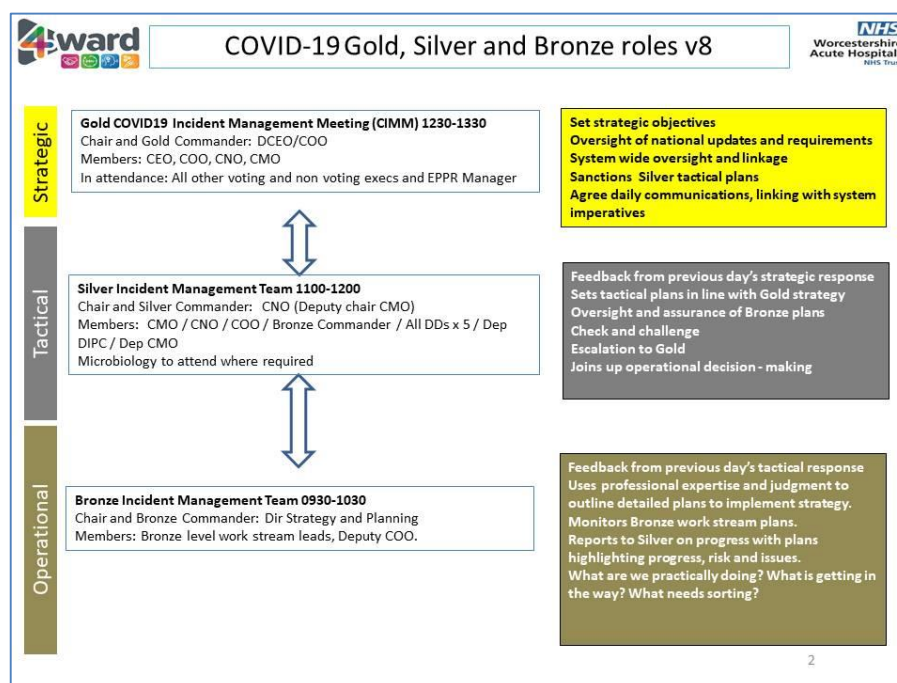 4ward
COVID-19 Gold, Silver and Bronze roles v8
NHS
Worcestershire
Acute Hospitals
NHS Trust
Strategic
Gold COVID19 Incident Management Meeting (CIMM) 1230-1330
Chair and Gold Commander: DCEO/COO
Members: CEO, COO, CNO, CMO
In attendance: All other voting and non voting execs and EPPR Manager
Set strategic objectives
Oversight of national updates and requirements
System wide oversight and linkage
Sanctions Silver tactical plans
Agree daily communications, linking with system
imperatives
Tactical
Silver Incident Management Team 1100-1200
Chair and Silver Commander: CNO (Deputy chair CMO)
Members: CMO / CNO / COO / Bronze Commander / All DDs x 5 / Dep
DIPC / Dep CMO
Microbiology to attend where required
Feedback from previous day's strategic response
Sets tactical plans in line with Gold strategy
Oversight and assurance of Bronze plans
Check and challenge
Escalation to Gold
Joins up operational decision - making
Operational
Bronze Incident Management Team 0930-1030
Chair and Bronze Commander: Dir Strategy and Planning
Members: Bronze level work stream leads, Deputy COO.
Feedback from previous day's tactical response
Uses professional expertise and judgment to
outline detailed plans to implement strategy.
Monitors Bronze work stream plans.
Reports to Silver on progress with plans
highlighting progress, risk and issues.
What are we practically doing? What is getting in
the way? What needs sorting?
2